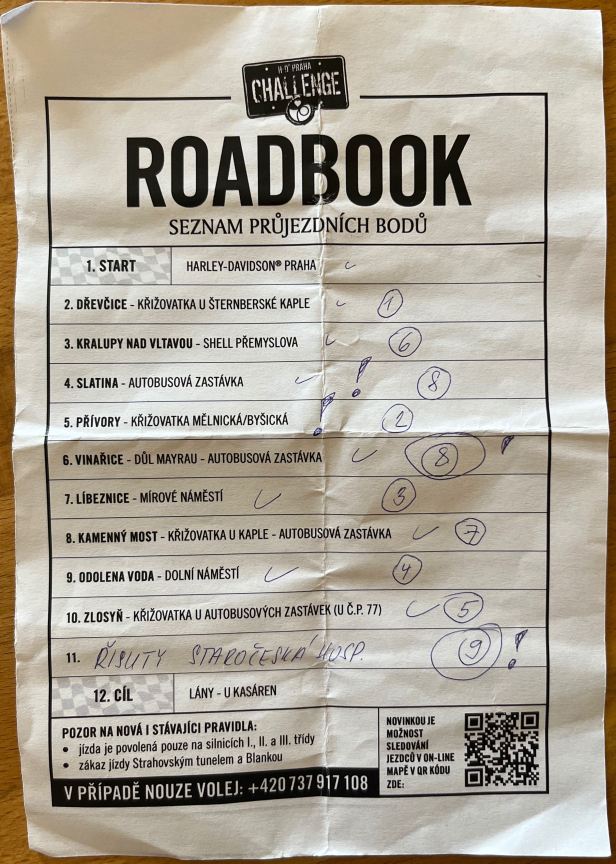 H-D® PRAHA
CHALLENGE
ROADBOOK
SEZNAM PRŮJEZDNÍCH BODŮ
1. START HARLEY-DAVIDSON® PRAHA
2. DŘEVČICE - KŘIŽOVATKA U ŠTERNBERSKÉ KAPLE 1
3. KRALUPY NAD VLTAVOU - SHELL PŘEMYSLOVA 6
4. SLATINA - AUTOBUSOVÁ ZASTÁVKA ! 8
5. PŘÍVORY - KŘIŽOVATKA MĚLNICKÁ/BYŠICKÁ ! 2
6. VINAŘICE - DŮL MAYRAU - AUTOBUSOVÁ ZASTÁVKA 8 !
7. LÍBEZNICE - MÍROVÉ NÁMĚSTÍ 3
8. KAMENNÝ MOST - KŘIŽOVATKA U KAPLE - AUTOBUSOVÁ ZASTÁVKA 7
9. ODOLENA VODA - DOLNÍ NÁMĚSTÍ 4
10. ZLOSYŇ - KŘIŽOVATKA U AUTOBUSOVÝCH ZASTÁVEK (U Č.P. 77) 5
11. ŘISUTY STAROČESKÁ HOSP. 9 !
12. CÍL LÁNY - U KASÁREN
POZOR NA NOVÁ I STÁVAJÍCI PRAVIDLA:
• jízda je povolená pouze na silnicích I., II. a III. třídy
• zákaz jízdy Strahovským tunelem a Blankou
V PŘÍPADĚ NOUZE VOLEJ: +420 737 917 108
NOVINKOU JE
MOŽNOST
SLEDOVÁNÍ
JEZDCŮ V ON-LINE
MAPĚ V QR KÓDU
ZDE: